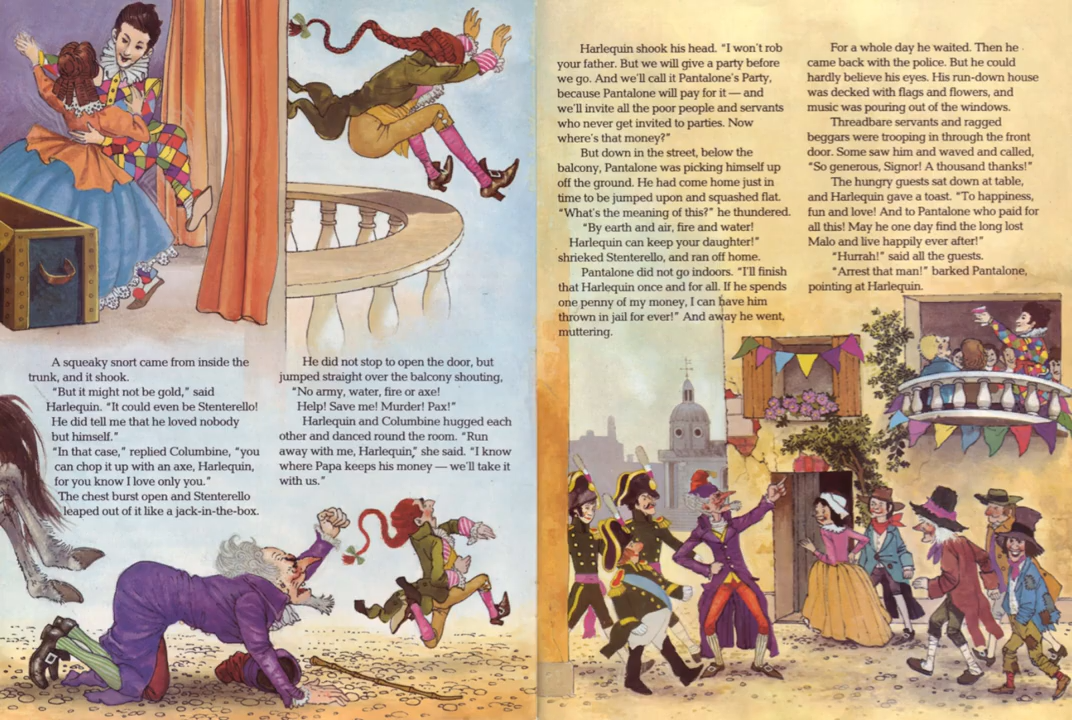 A squeaky snort came from inside the
trunk, and it shook.
"But it might not be gold," said
Harlequin. "It could even be Stenterello!
He did tell me that he loved nobody
but himself."
"In that case," replied Columbine, "you
can chop it up with an axe, Harlequin,
for you know I love only you."
The chest burst open and Stenterello
leaped out of it like a jack-in-the-box.
He did not stop to open the door, but
jumped straight over the balcony shouting,
"No army, water, fire or axe!
Help! Save me! Murder! Pax!"
Harlequin and Columbine hugged each
other and danced round the room. "Run
away with me, Harlequin," she said. "I know
where Papa keeps his money — we'll take it
with us."
Harlequin shook his head. "I won't rob
your father. But we will give a party before
we go. And we'll call it Pantalone's Party,
because Pantalone will pay for it — and
we'll invite all the poor people and servants
who never get invited to parties. Now
where's that money?"
But down in the street, below the
balcony, Pantalone was picking himself up
off the ground. He had come home just in
time to be jumped upon and squashed flat.
"What's the meaning of this?" he thundered.
"By earth and air, fire and water!
Harlequin can keep your daughter!"
shrieked Stenterello, and ran off home.
Pantalone did not go indoors. "I'll finish
that Harlequin once and for all. If he spends
one penny of my money, I can have him
thrown in jail for ever!" And away he went,
muttering.
For a whole day he waited. Then he
came back with the police. But he could
hardly believe his eyes. His run-down house
was decked with flags and flowers, and
music was pouring out of the windows.
Threadbare servants and ragged
beggars were trooping in through the front
door. Some saw him and waved and called,
"So generous, Signor! A thousand thanks!"
The hungry guests sat down at table,
and Harlequin gave a toast. "To happiness,
fun and love! And to Pantalone who paid for
all this! May he one day find the long lost
Malo and live happily ever after!"
"Hurrah!" said all the guests.
"Arrest that man!" barked Pantalone,
pointing at Harlequin.